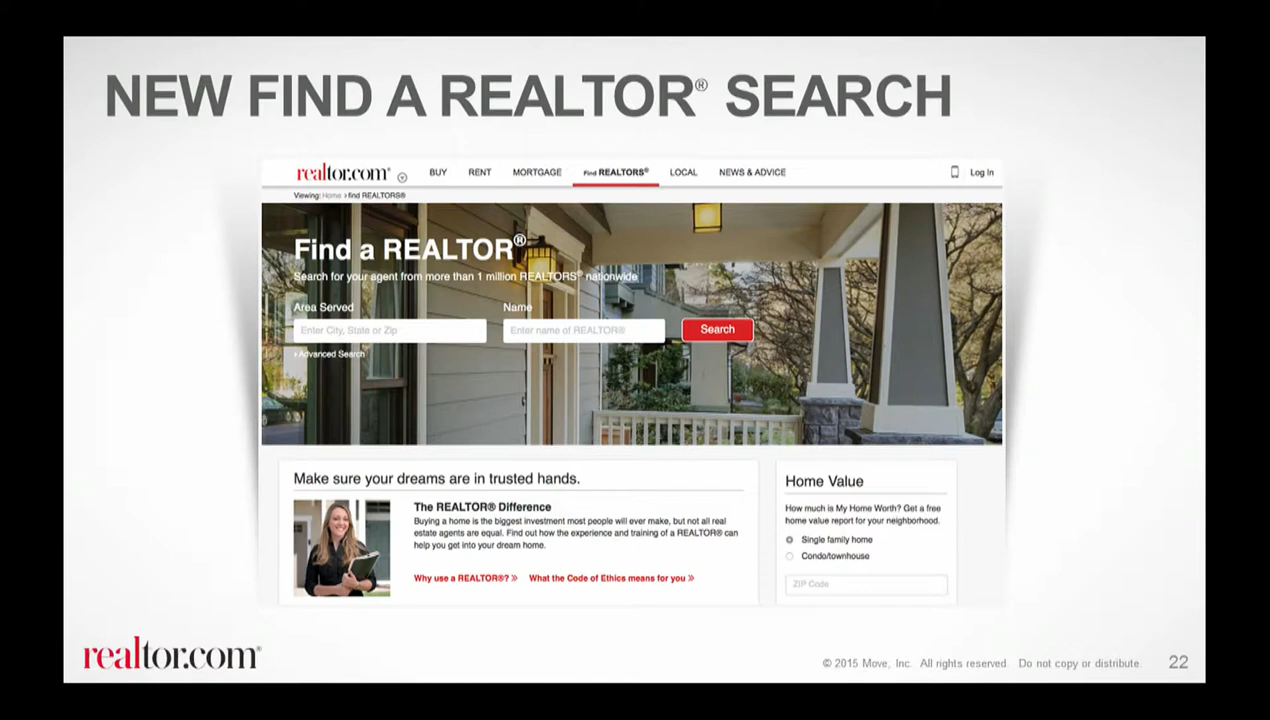 NEW FIND A REALTOR® SEARCH
realtor.com® BUY RENT MORTGAGE Find REALTORS® LOCAL NEWS & ADVICE Log In
Viewing: Home > find REALTORS®
Find a REALTOR®
Search for your agent from more than 1 million REALTORS® nationwide
Area Served Name
Enter City, State or Zip Enter name of REALTOR® Search
› Advanced Search
Make sure your dreams are in trusted hands.
The REALTOR® Difference
Buying a home is the biggest investment most people will ever make, but not all real
estate agents are equal. Find out how the experience and training of a REALTOR® can
help you get into your dream home.
Why use a REALTOR®? » What the Code of Ethics means for you »
Home Value
How much is My Home Worth? Get a free
home value report for your neighborhood.
Single family home
Condo/townhouse
ZIP Code
realtor.com®
© 2015 Move, Inc. All rights reserved. Do not copy or distribute. 22